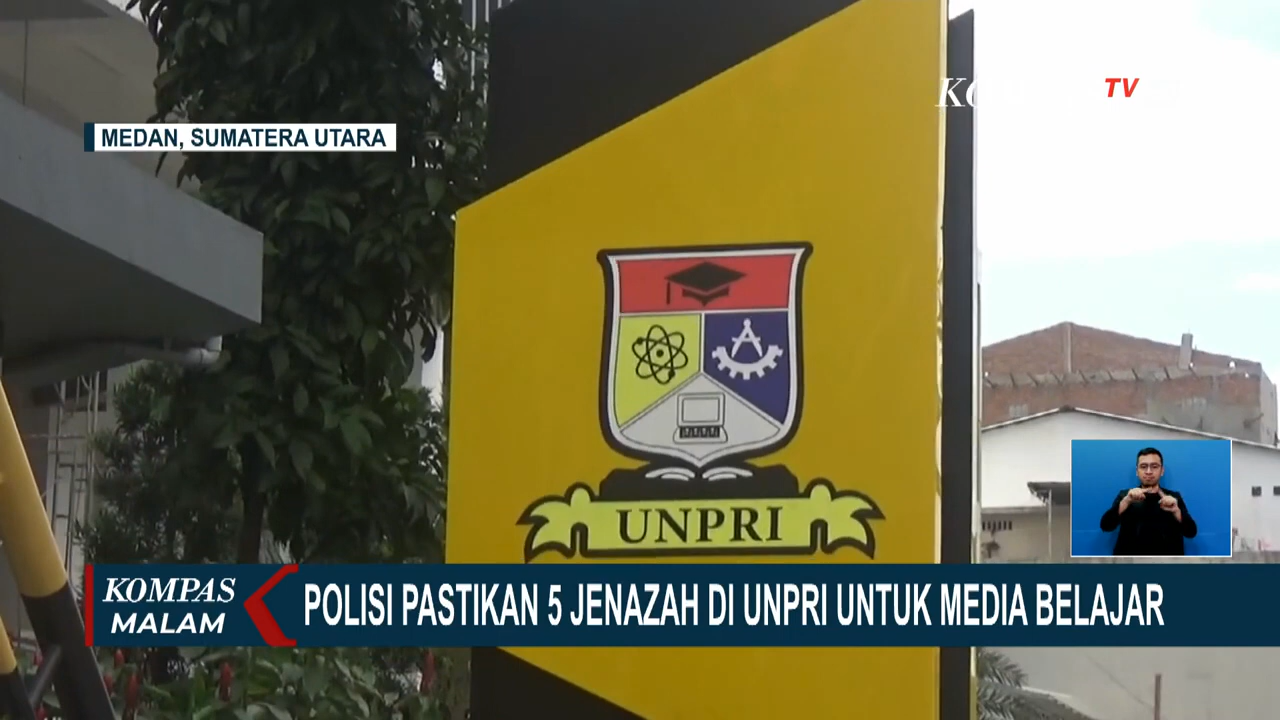 TV
MEDAN, SUMATERA UTARA
UNPRI
KOMPAS
MALAM
POLISI PASTIKAN 5 JENAZAH DI UNPRI UNTUK MEDIA BELAJAR